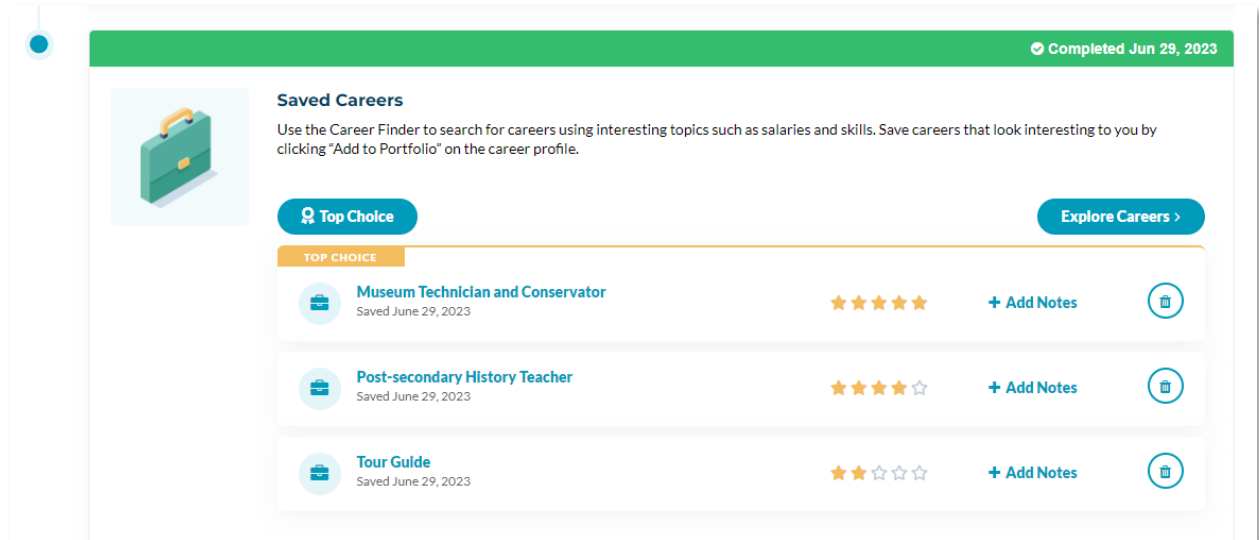 Completed Jun 29, 2023
Saved Careers
Use the Career Finder to search for careers using interesting topics such as salaries and skills. Save careers that look interesting to you by
clicking “Add to Portfolio” on the career profile.
Top Choice
Explore Careers >
TOP CHOICE
Museum Technician and Conservator
Saved June 29, 2023
+ Add Notes
Post-secondary History Teacher
Saved June 29, 2023
+ Add Notes
Tour Guide
Saved June 29, 2023
+ Add Notes